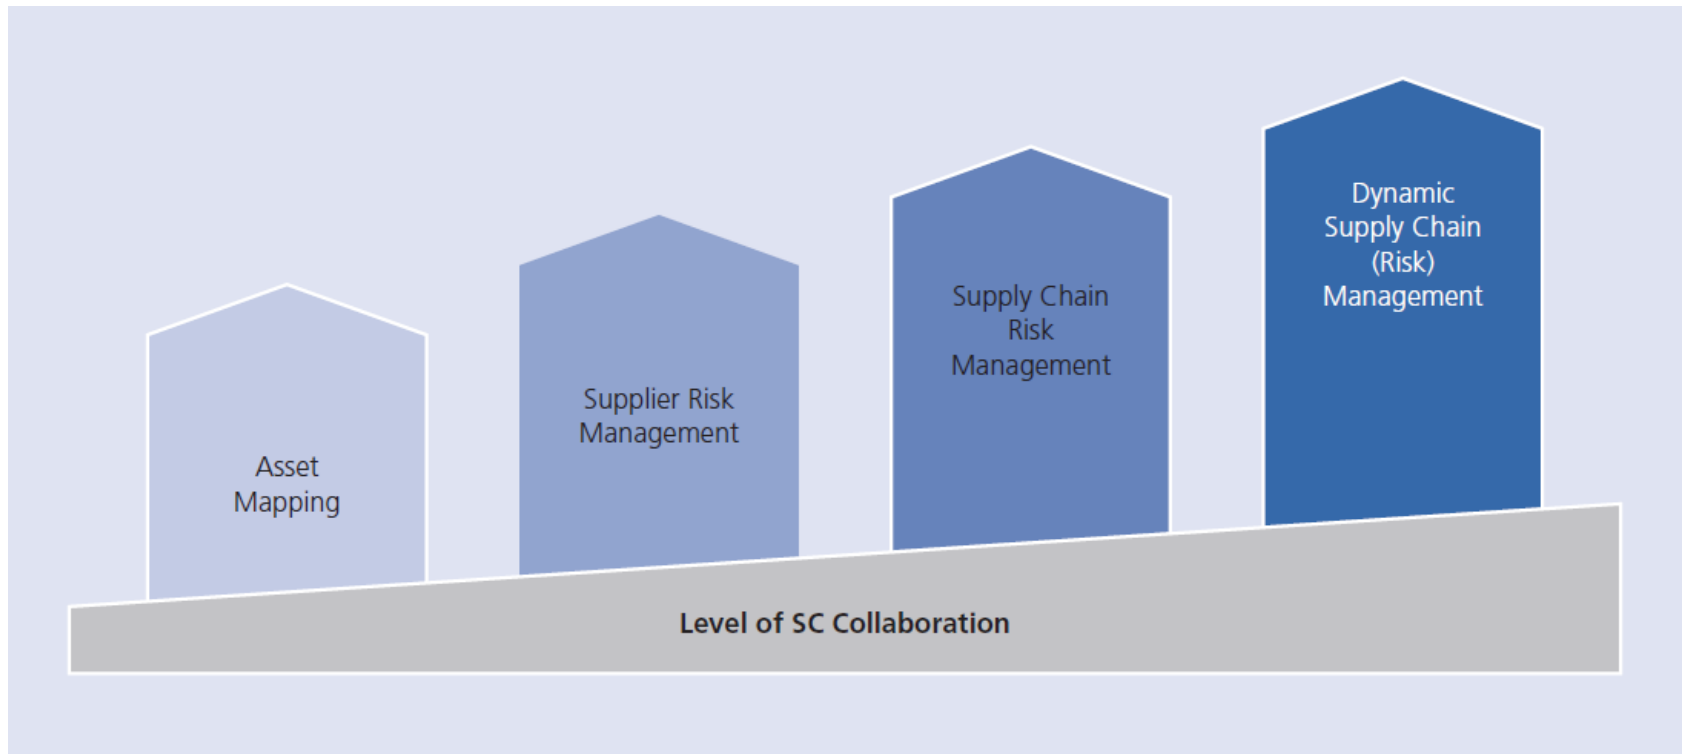 Asset
Mapping
Supplier Risk
Management
Supply Chain
Risk
Management
Dynamic
Supply Chain
(Risk)
Management
Level of SC Collaboration